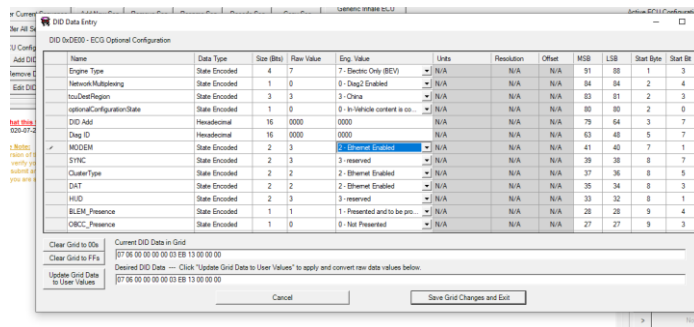 Generic Inhale ECU
Active ECU Configurati
DID Data Entry
DID 0xDE00 - ECG Optional Configuration
Name Data Type Size (Bits) Raw Value Eng. Value Units Resolution Offset MSB LSB Start Byte Start Bit
Engine Type State Encoded 4 7 7 - Electric Only (BEV) N/A N/A N/A 91 88 1 3
NetworkMultiplexing State Encoded 1 0 0 - Diag2 Enabled N/A N/A N/A 84 84 2 4
tcuDestRegion State Encoded 3 3 3 - China N/A N/A N/A 83 81 2 3
optionalConfigurationState State Encoded 1 0 0 - In-Vehicle content is co... N/A N/A N/A 80 80 2 0
DID Add Hexadecimal 16 0000 0000 N/A N/A N/A 79 64 3 7
Diag ID Hexadecimal 16 0000 0000 N/A N/A N/A 63 48 5 7
MODEM State Encoded 2 3 2 - Ethernet Enabled N/A N/A N/A 41 40 7 1
SYNC State Encoded 2 3 3 - reserved N/A N/A N/A 39 38 8 7
ClusterType State Encoded 2 2 2 - Ethernet Enabled N/A N/A N/A 37 36 8 5
DAT State Encoded 2 2 2 - Ethernet Enabled N/A N/A N/A 35 34 8 3
HUD State Encoded 2 3 3 - reserved N/A N/A N/A 33 32 8 1
BLEM_Presence State Encoded 1 1 1 - Presented and to be pro... N/A N/A N/A 28 28 9 4
OBCC_Presence State Encoded 1 0 0 - Not Presented N/A N/A N/A 27 27 9 3
Clear Grid to 00s
Current DID Data in Grid
Clear Grid to FFs
07 06 00 00 00 00 03 EB 13 00 00 00
Desired DID Data --- Click "Update Grid Data to User Values" to apply and convert raw data values below.
Update Grid Data
to User Values
07 06 00 00 00 00 03 EB 13 00 00 00
Cancel
Save Grid Changes and Exit